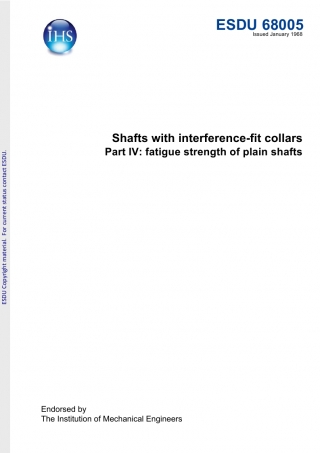 IHS
ESDU 68005
Issued January 1968
Shafts with interference-fit collars
Part IV: fatigue strength of plain shafts
ESDU Copyright material. For current status contact ESDU.
Endorsed by
The Institution of Mechanical Engineers